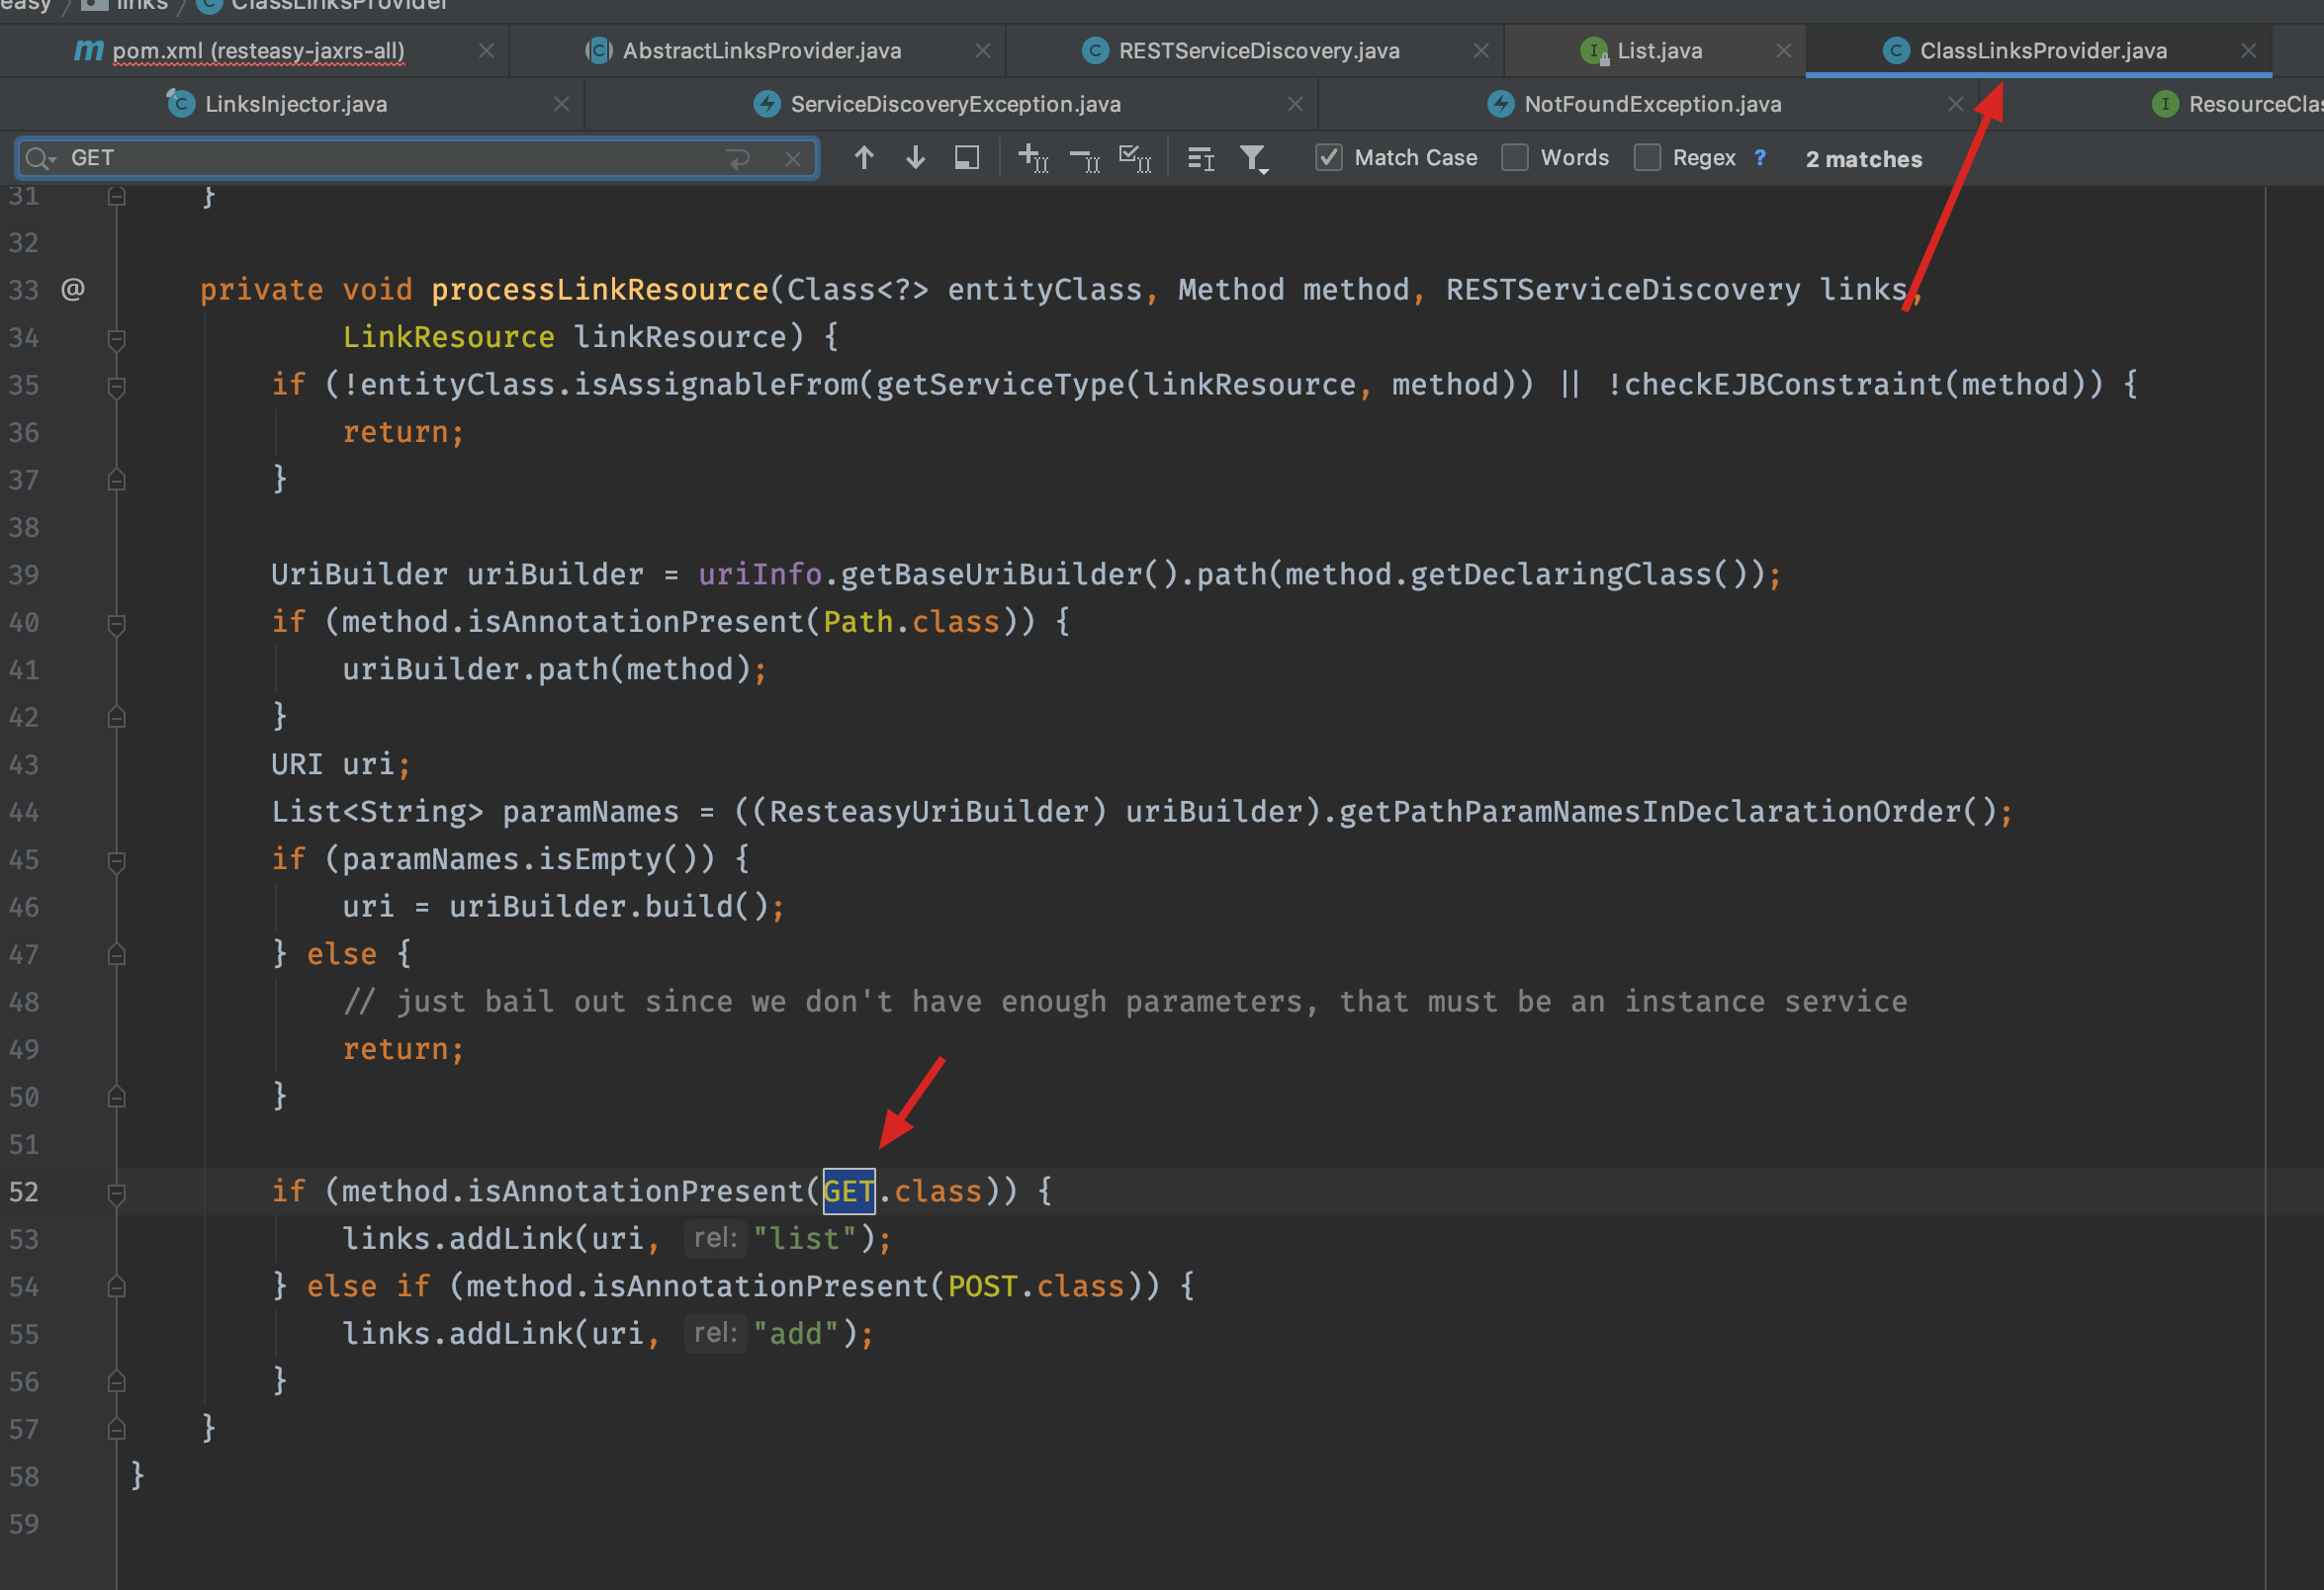 easy / links / ClassLinksProvider
pom.xml (resteasy-jaxrs-all) AbstractLinksProvider.java RESTServiceDiscovery.java List.java ClassLinksProvider.java
LinksInjector.java ServiceDiscoveryException.java NotFoundException.java ResourceClas
GET Match Case Words Regex ? 2 matches
31 }
32
33 @ private void processLinkResource(Class<?> entityClass, Method method, RESTServiceDiscovery links,
34 LinkResource linkResource) {
35 if (!entityClass.isAssignableFrom(getServiceType(linkResource, method)) || !checkEJBConstraint(method)) {
36 return;
37 }
38
39 UriBuilder uriBuilder = uriInfo.getBaseUriBuilder().path(method.getDeclaringClass());
40 if (method.isAnnotationPresent(Path.class)) {
41 uriBuilder.path(method);
42 }
43 URI uri;
44 List<String> paramNames = ((ResteasyUriBuilder) uriBuilder).getPathParamNamesInDeclarationOrder();
45 if (paramNames.isEmpty()) {
46 uri = uriBuilder.build();
47 } else {
48 // just bail out since we don't have enough parameters, that must be an instance service
49 return;
50 }
51
52 if (method.isAnnotationPresent(GET.class)) {
53 links.addLink(uri, rel: "list");
54 } else if (method.isAnnotationPresent(POST.class)) {
55 links.addLink(uri, rel: "add");
56 }
57 }
58 }
59